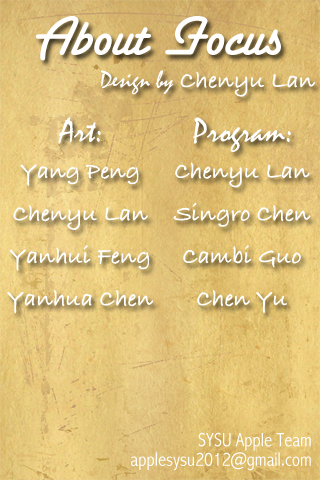 About Focus
Design by Chenyu Lan
Art:
Yang Peng
Chenyu Lan
Yanhui Feng
Yanhua Chen
Program:
Chenyu Lan
Singro Chen
Cambi Guo
Chen Yu
SYSU Apple Team
applesysu2012@gmail.com